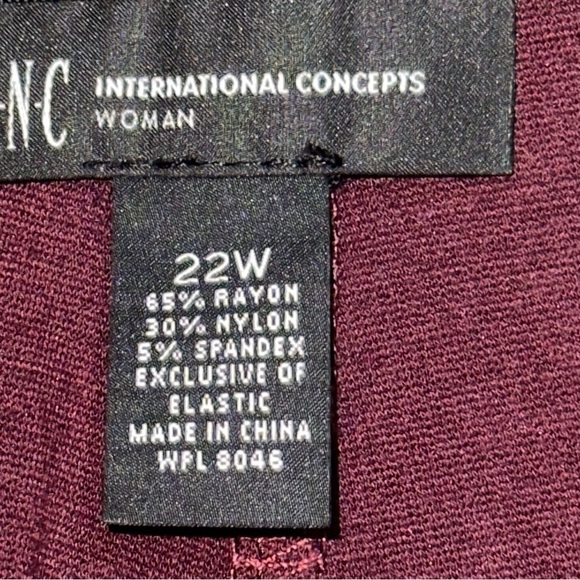 -N-C INTERNATIONAL CONCEPTS
WOMAN
22W
65% RAYON
30% NYLON
5% SPANDEX
EXCLUSIVE OF
ELASTIC
MADE IN CHINA
WPL 8046